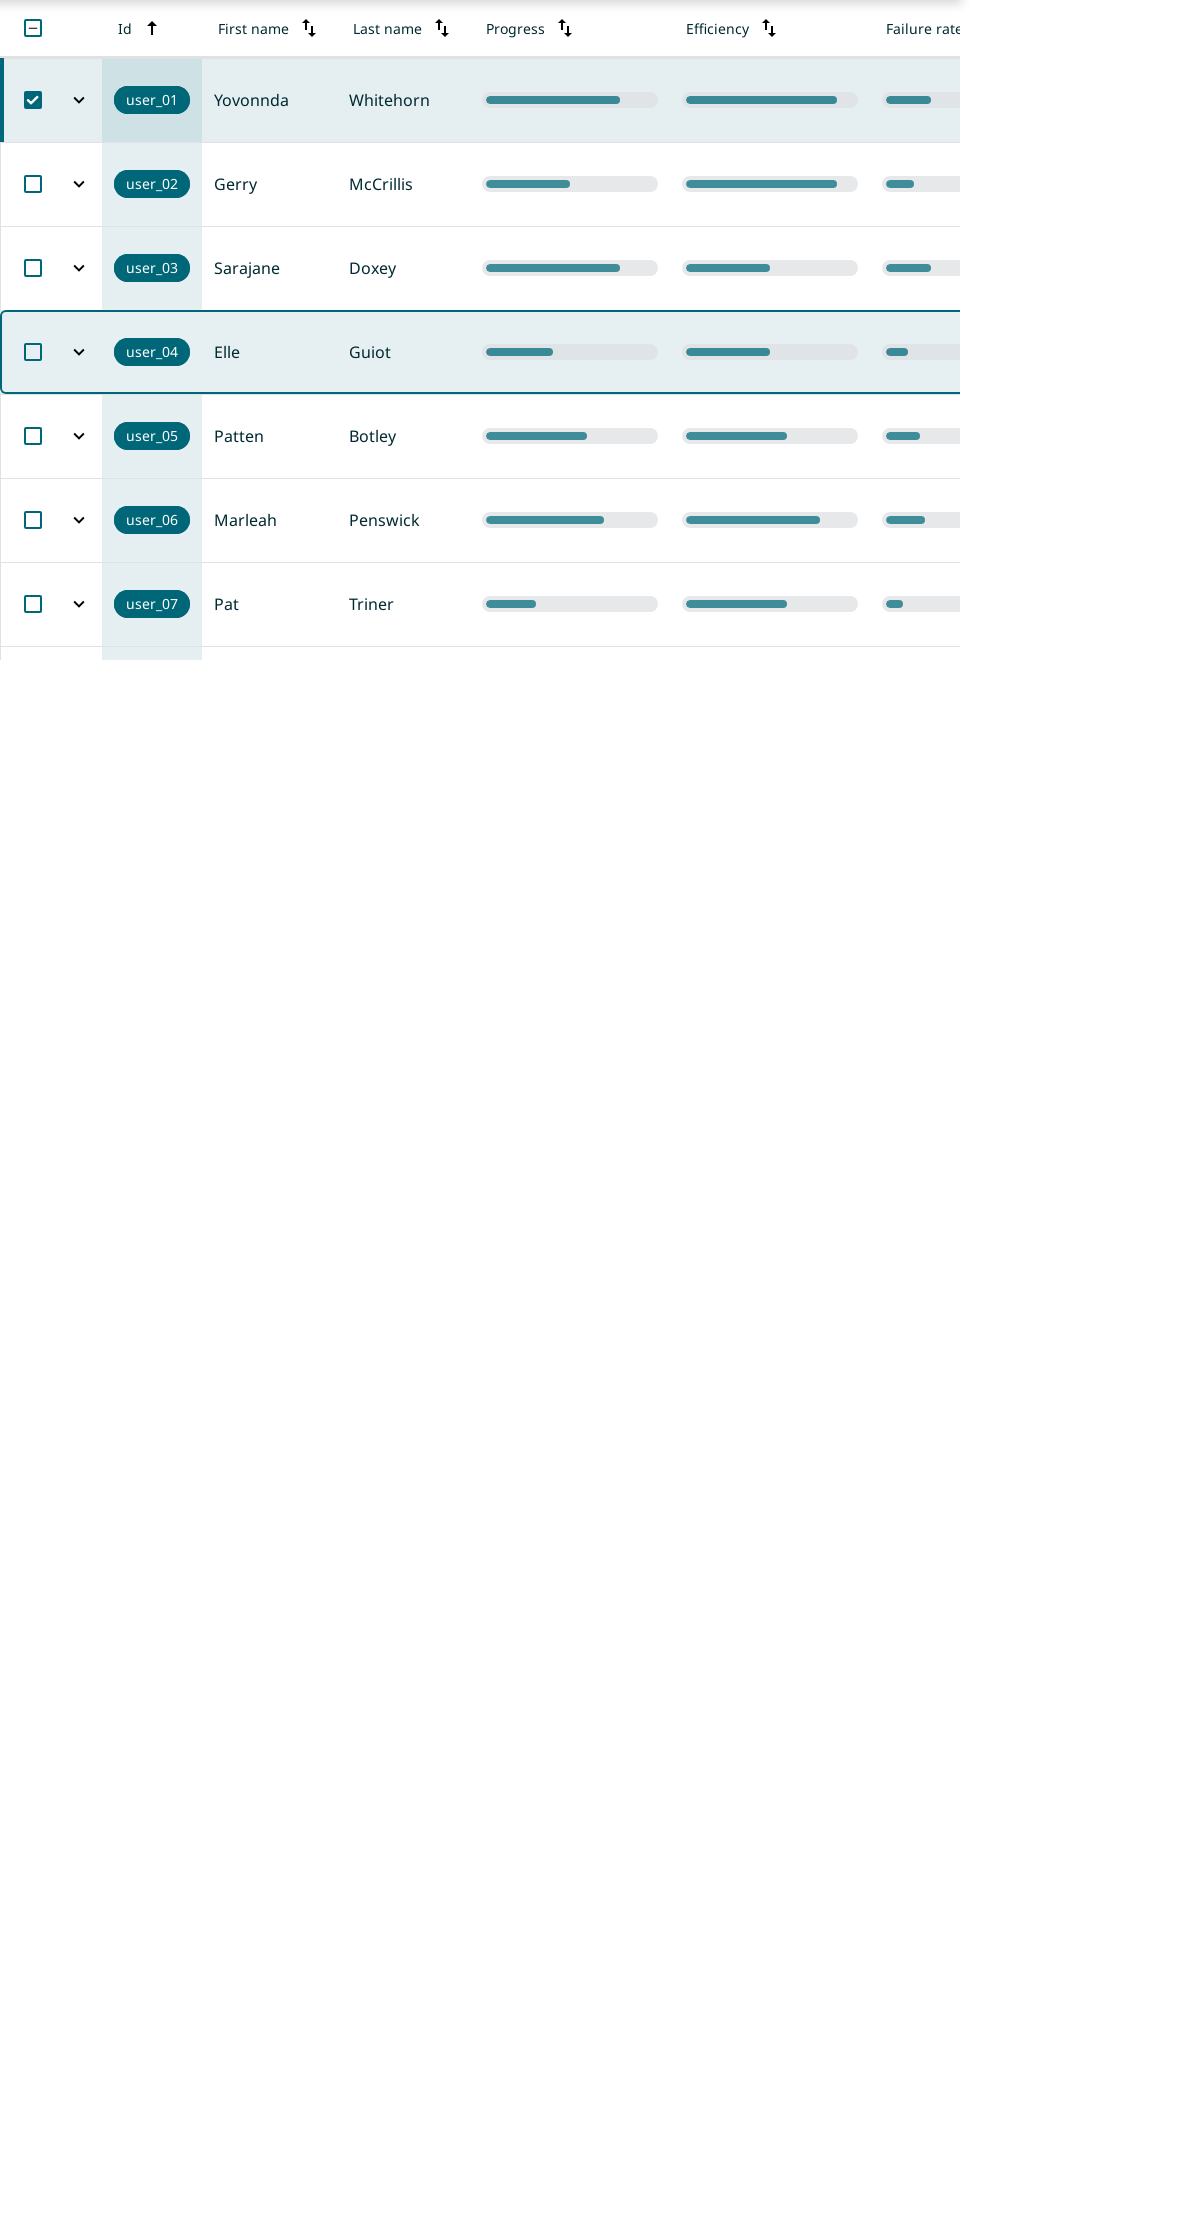 Id First name Last name Progress Efficiency Failure rate
user_01 Yovonnda Whitehorn
user_02 Gerry McCrillis
user_03 Sarajane Doxey
user_04 Elle Guiot
user_05 Patten Botley
user_06 Marleah Penswick
user_07 Pat Triner